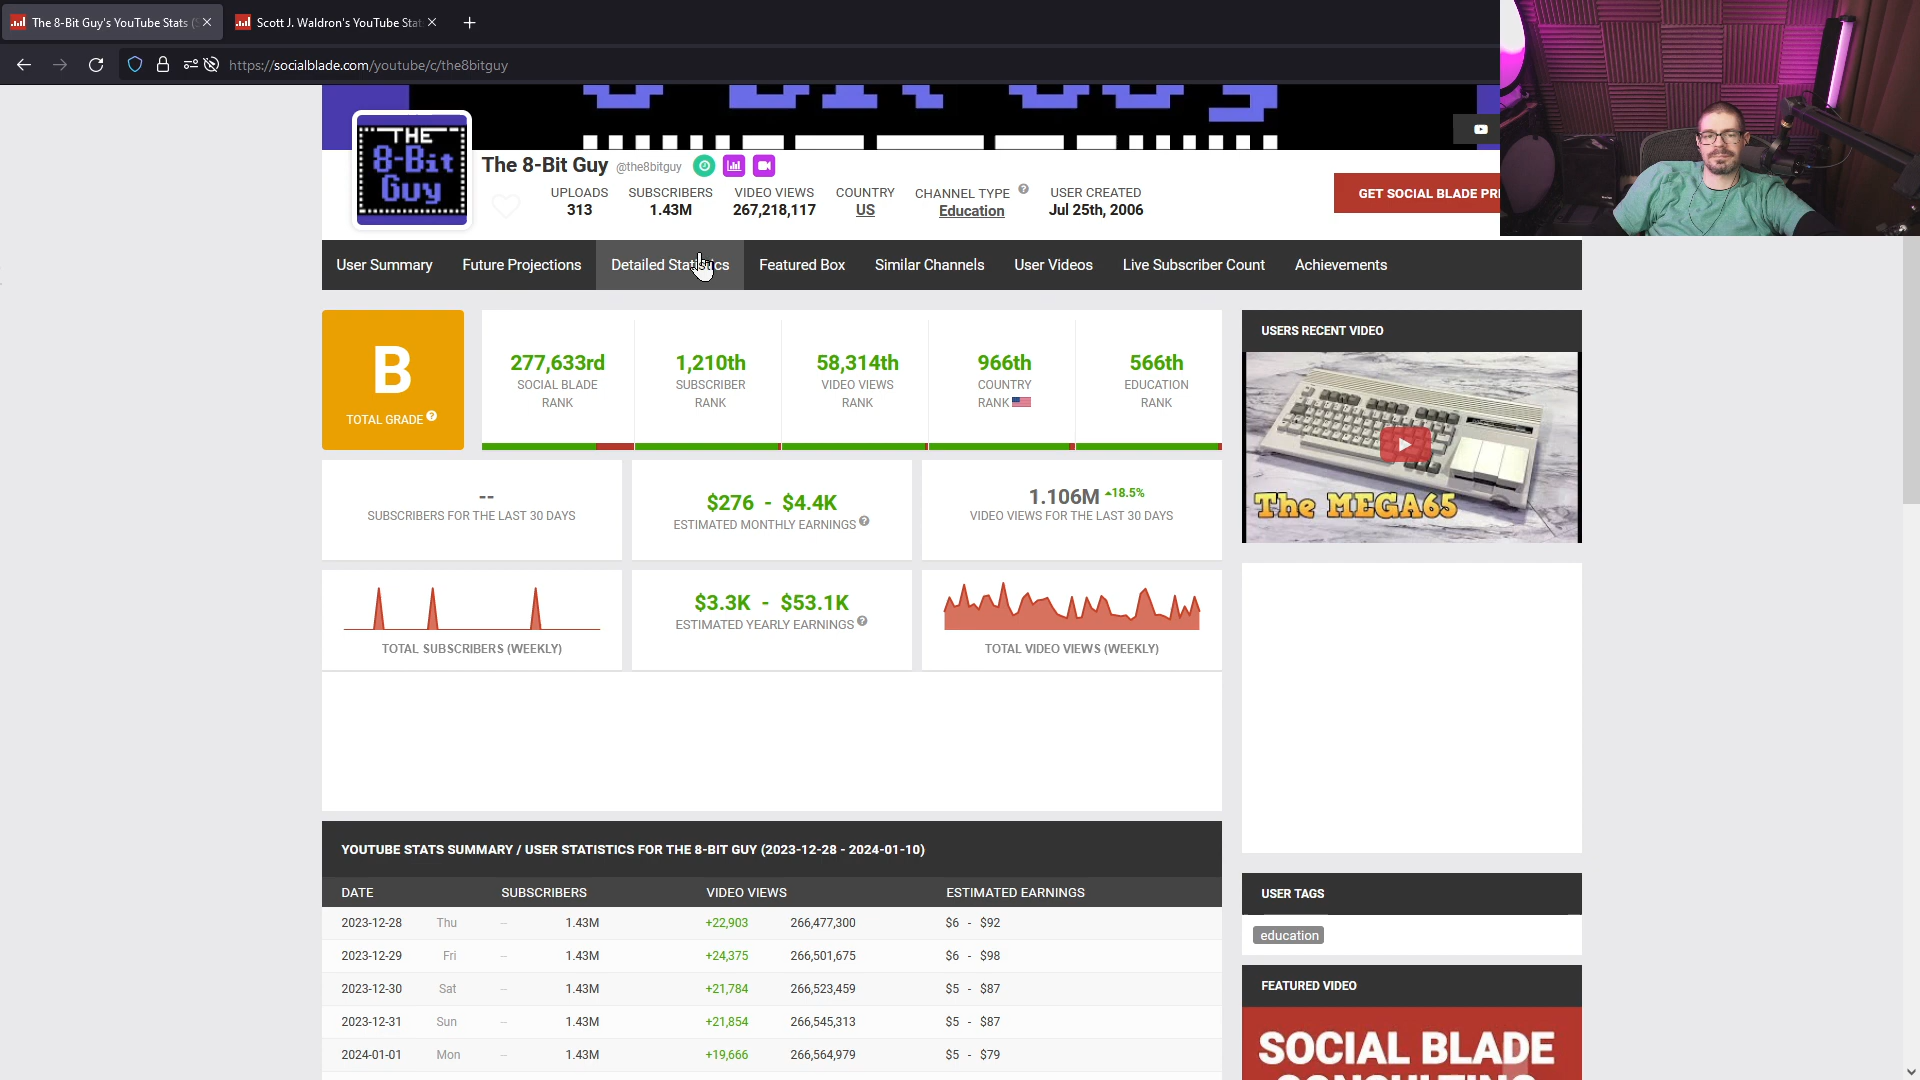 The 8-Bit Guy's YouTube Stats
Scott J. Waldron's YouTube Stat
https://socialblade.com/youtube/c/the8bitguy
THE
8-Bit
Guy
The 8-Bit Guy @the8bitguy
UPLOADS SUBSCRIBERS VIDEO VIEWS COUNTRY CHANNEL TYPE USER CREATED
313 1.43M 267,218,117 US Education Jul 25th, 2006
GET SOCIAL BLADE PR
User Summary Future Projections Detailed Statistics Featured Box Similar Channels User Videos Live Subscriber Count Achievements
B
TOTAL GRADE
277,633rd 1,210th 58,314th 966th 566th
SOCIAL BLADE SUBSCRIBER VIDEO VIEWS COUNTRY EDUCATION
RANK RANK RANK RANK RANK
USERS RECENT VIDEO
The MEGA65
-- $276 - $4.4K 1.106M 18.5%
SUBSCRIBERS FOR THE LAST 30 DAYS ESTIMATED MONTHLY EARNINGS VIDEO VIEWS FOR THE LAST 30 DAYS
$3.3K - $53.1K
ESTIMATED YEARLY EARNINGS
TOTAL SUBSCRIBERS (WEEKLY) TOTAL VIDEO VIEWS (WEEKLY)
YOUTUBE STATS SUMMARY / USER STATISTICS FOR THE 8-BIT GUY (2023-12-28 - 2024-01-10)
DATE SUBSCRIBERS VIDEO VIEWS ESTIMATED EARNINGS
2023-12-28 Thu -- 1.43M +22,903 266,477,300 $6 - $92
2023-12-29 Fri -- 1.43M +24,375 266,501,675 $6 - $98
2023-12-30 Sat -- 1.43M +21,784 266,523,459 $5 - $87
2023-12-31 Sun -- 1.43M +21,854 266,545,313 $5 - $87
2024-01-01 Mon -- 1.43M +19,666 266,564,979 $5 - $79
USER TAGS
education
FEATURED VIDEO
SOCIAL BLADE
CONSULTING